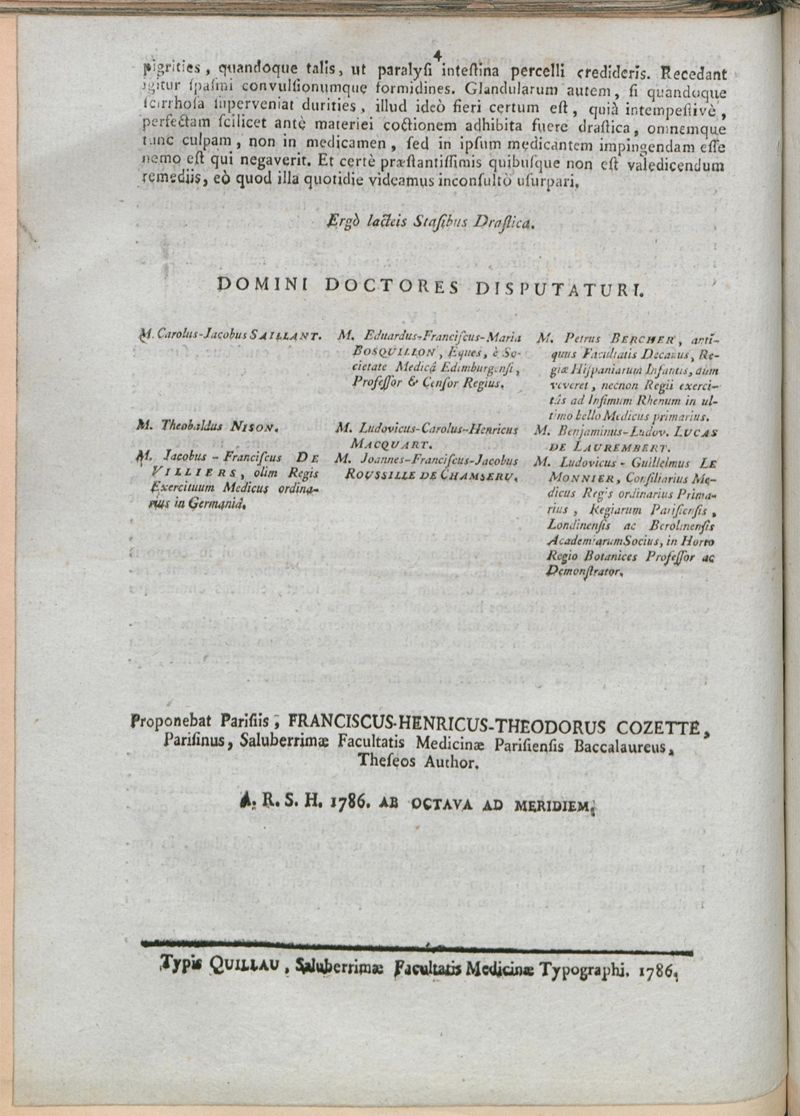 4
pigrities, quandoque talis, ut paralysi inteſtina percelli credideris. Recedant
igitur ſpaſmi convulſionumque formidines. Glandularum autem, ſi quandoque
ſcirrhoſa ſuperveniat durities, illud ideò fieri certum eſt, quià intempeſtivè,
perfectam ſcilicet antè materiei coctionem adhibita fuere draſtica, omnemque
tunc culpam, non in medicamen, ſed in ipſum medicantem impingendam eſſe
nemo eſt qui negaverit. Et certè præſtantiſſimis quibuſque non eſt valedicendum
remediis, eò quod illa quotidie videamus inconſultò uſurpari.
Ergò lacteis Staſibus Draſtica.
DOMINI DOCTORES DISPUTATURI.
M. Carolus-Jacobus SAILLANT.
M. Theobaldus NISON.
M. Jacobus-Franciſcus DE
VILLIERS, olim Regis
Exercituum Medicus ordina-
rius in Germaniâ.
M. Eduardus-Franciſcus-Maria
BOSQUILLON, Eques, è So-
cietate Medicâ Edimburgenſi,
Profeſſor & Cenſor Regius.
M. Ludovicus-Carolus-Henricus
MACQUART.
M. Joannes-Franciſcus-Jacobus
ROUSSILLE DE CHAMSERU.
M. Petrus BERCHER, anti-
quus Facultatis Decanus, Re-
giæ Hiſpaniarum Infantis, dum
viveret, necnon Regii exerci-
tûs ad Inſimum Rhenum in ul-
timo bello Medicus primarius.
M. Benjaminus-Ludov. LUCAS
DE LAUREMBERT.
M. Ludovicus-Guillelmus LE
MONNIER, Conſiliarius Me-
dicus Regis ordinarius Prima-
rius, Regiarum Pariſienſis,
Londinenſis ac Berolinenſis
Academiarum Socius, in Horto
Regio Botanices Profeſſor ac
Demonſtrator.
Proponebat Pariſiis, FRANCISCUS-HENRICUS-THEODORUS COZETTE,
Pariſinus, Saluberrimæ Facultatis Medicinæ Pariſienſis Baccalaureus,
Theſeos Author.
A. R. S. H. 1786. AB OCTAVA AD MERIDIEM.
Typis QUILLAU, Saluberrimæ Facultatis Medicinæ Typographi. 1786.